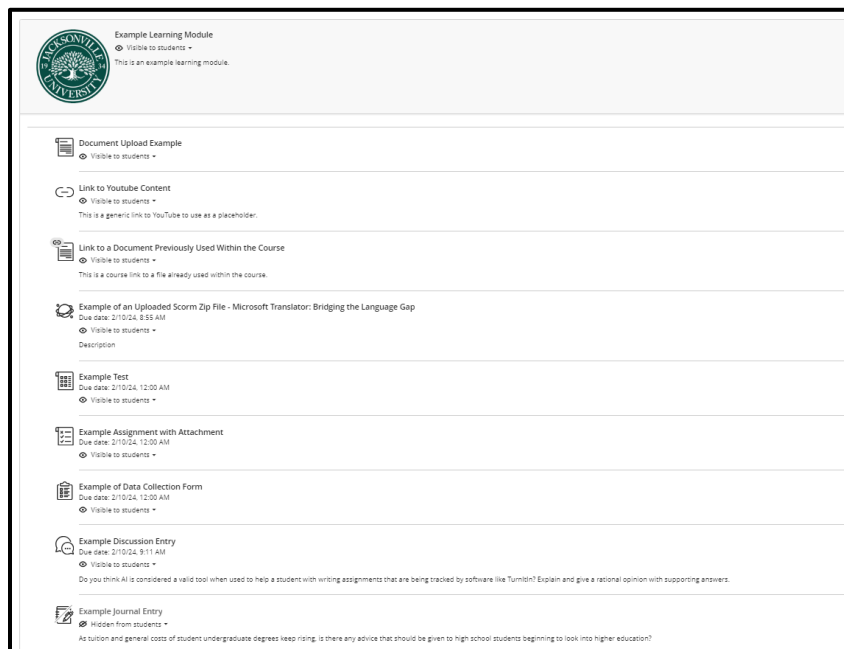 Example Learning Module
Visible to students
This is an example learning module.
JACKSONVILLE
19 34
UNIVERSITY
Document Upload Example
Visible to students
Link to Youtube Content
Visible to students
This is a generic link to YouTube to use as a placeholder.
Link to a Document Previously Used Within the Course
Visible to students
This is a course link to a file already used within the course.
Example of an Uploaded Scorm Zip File - Microsoft Translator: Bridging the Language Gap
Due date: 2/10/24, 8:55 AM
Visible to students
Description
Example Test
Due date: 2/10/24, 12:00 AM
Visible to students
Example Assignment with Attachment
Due date: 2/10/24, 12:00 AM
Visible to students
Example of Data Collection Form
Due date: 2/10/24, 12:00 AM
Visible to students
Example Discussion Entry
Due date: 2/10/24, 9:11 AM
Visible to students
Do you think AI is considered a valid tool when used to help a student with writing assignments that are being tracked by software like TurnItIn? Explain and give a rational opinion with supporting answers.
Example Journal Entry
Hidden from students
As tuition and general costs of student undergraduate degrees keep rising, is there any advice that should be given to high school students beginning to look into higher education?